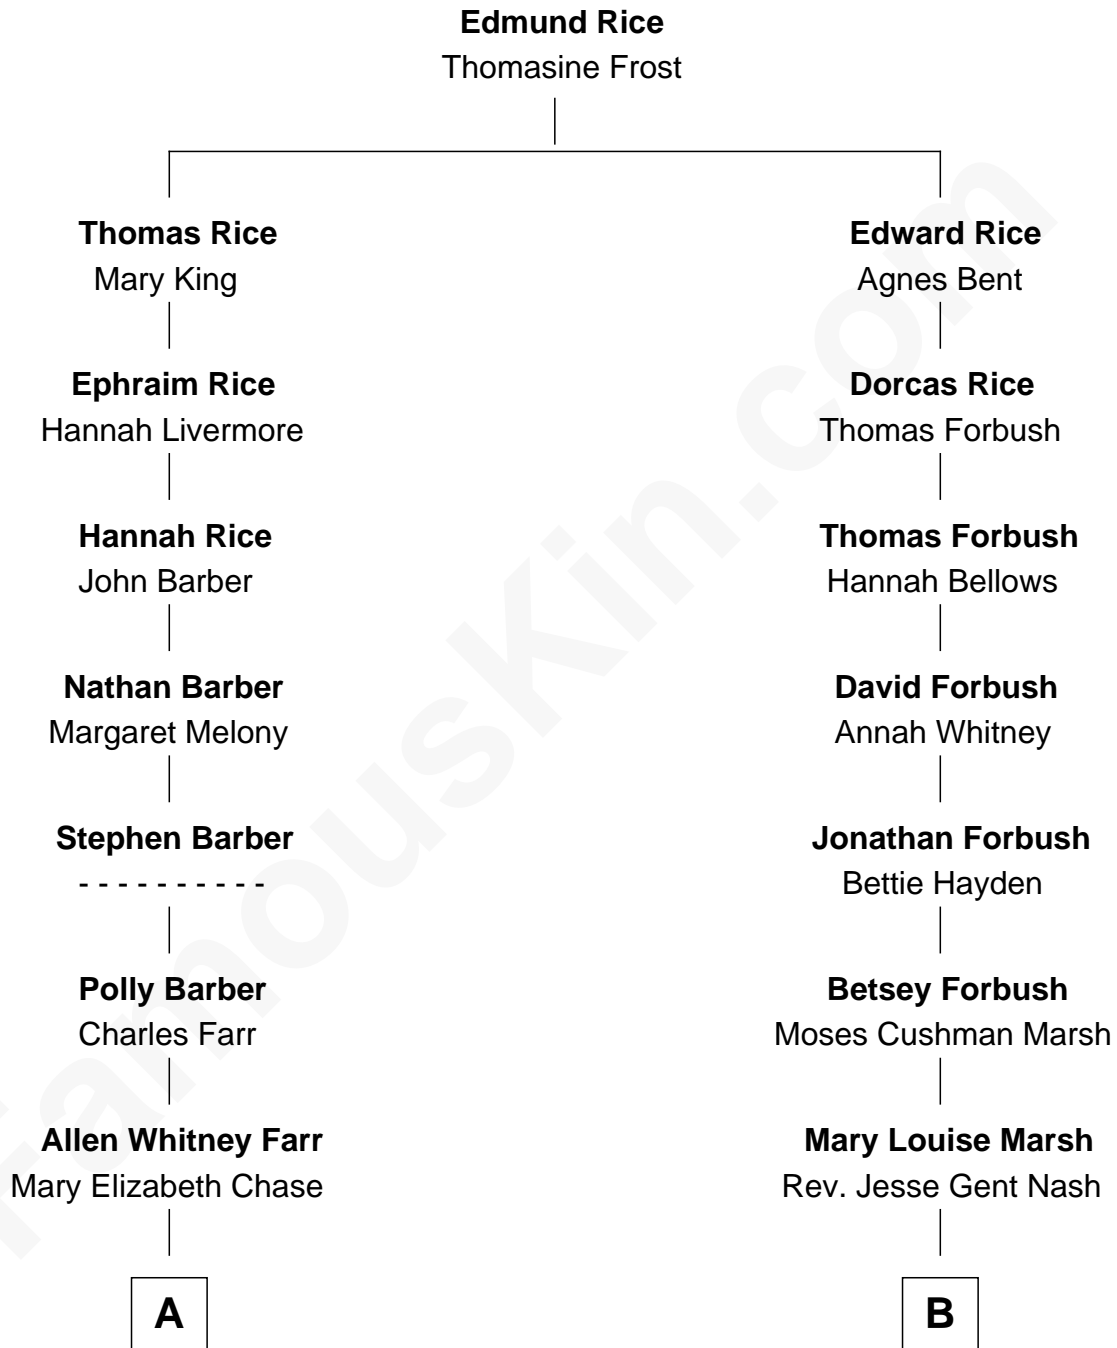 Edmund Rice
Thomasine Frost
Thomas Rice
Mary King
Edward Rice
Agnes Bent
Ephraim Rice
Hannah Livermore
Dorcas Rice
Thomas Forbush
Hannah Rice
John Barber
Thomas Forbush
Hannah Bellows
Nathan Barber
Margaret Melony
David Forbush
Annah Whitney
Stephen Barber
- - - - - - - - - -
Jonathan Forbush
Bettie Hayden
Polly Barber
Charles Farr
Betsey Forbush
Moses Cushman Marsh
Allen Whitney Farr
Mary Elizabeth Chase
Mary Louise Marsh
Rev. Jesse Gent Nash
A
B
FamousKin.com